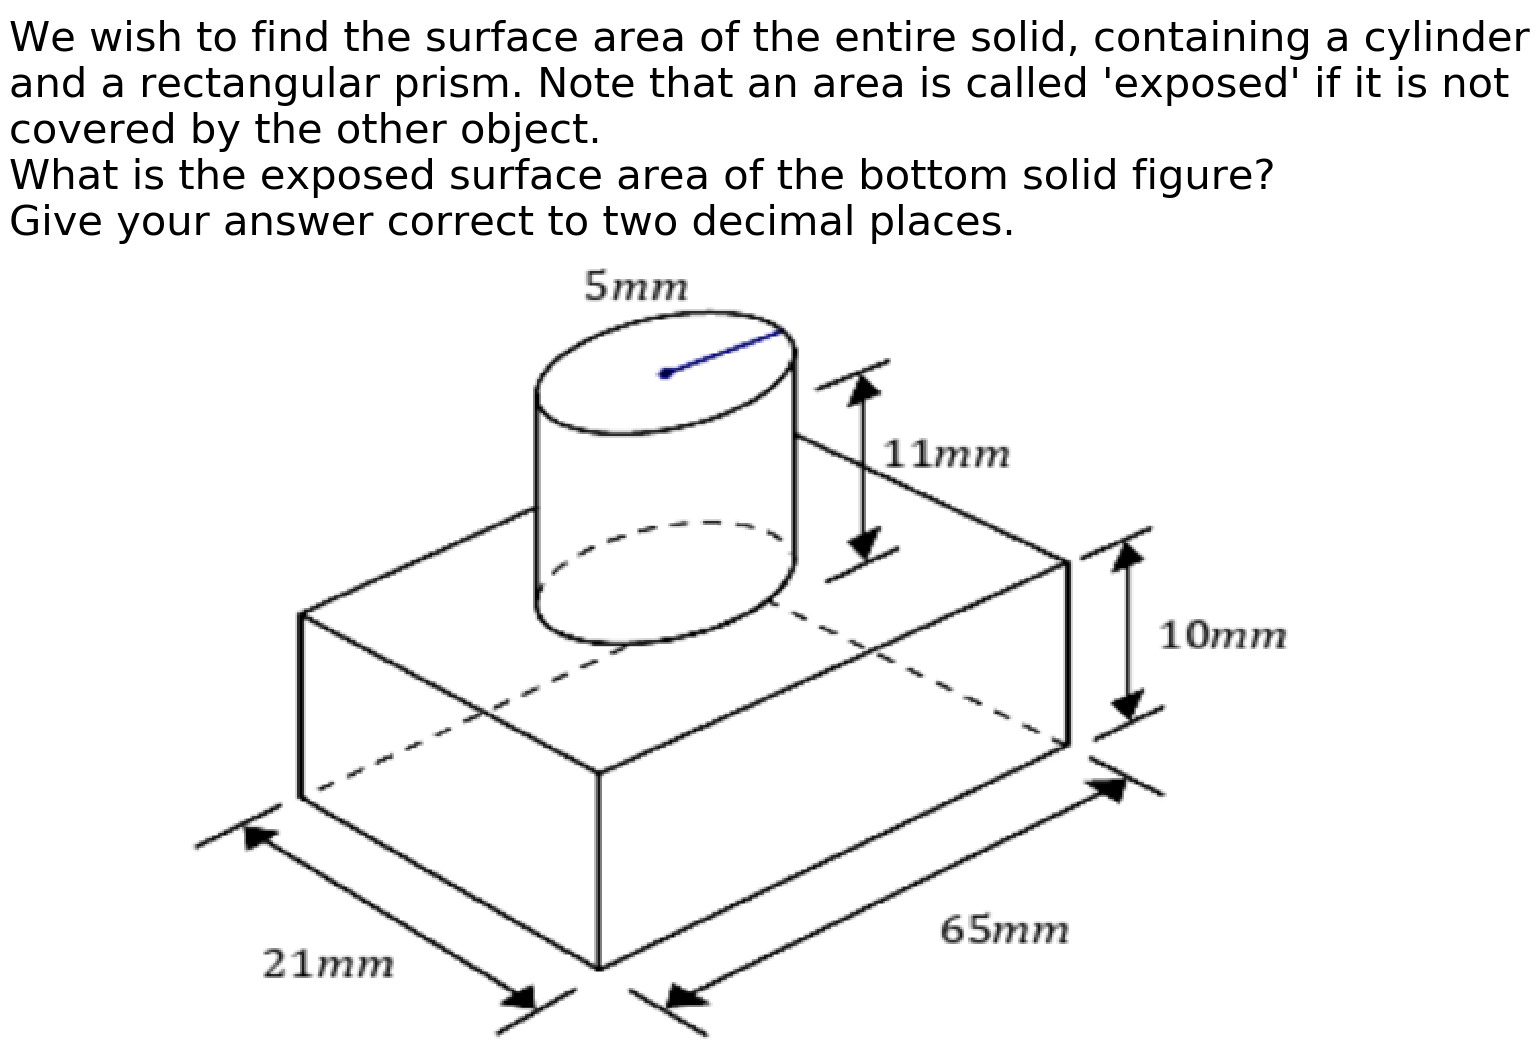 We wish to find the surface area of the entire solid, containing a cylinder
and a rectangular prism. Note that an area is called 'exposed' if it is not
covered by the other object.
What is the exposed surface area of the bottom solid figure?
Give your answer correct to two decimal places.
5mm
11mm
10mm
65mm
21mm